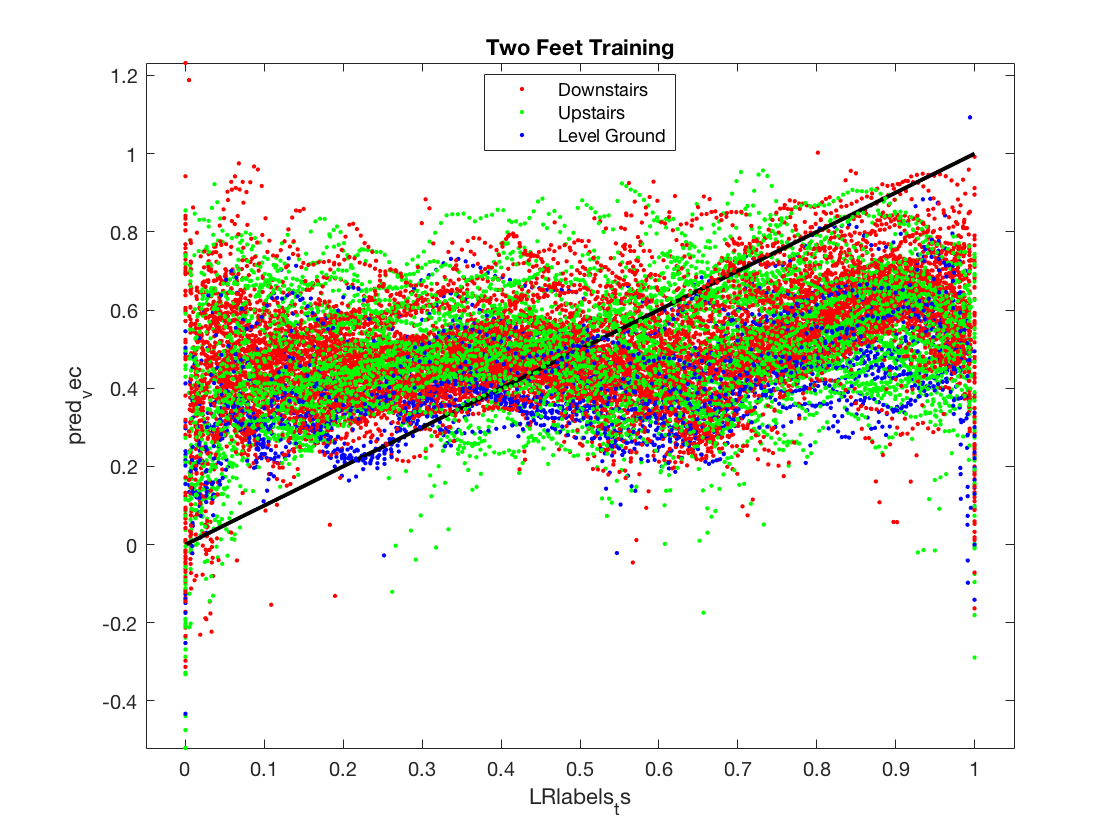 Two Feet Training
Downstairs
Upstairs
Level Ground
1.2
1
0.8
0.6
0.4
0.2
0
-0.2
-0.4
pred_vec
0 0.1 0.2 0.3 0.4 0.5 0.6 0.7 0.8 0.9 1
LRlabels_ts